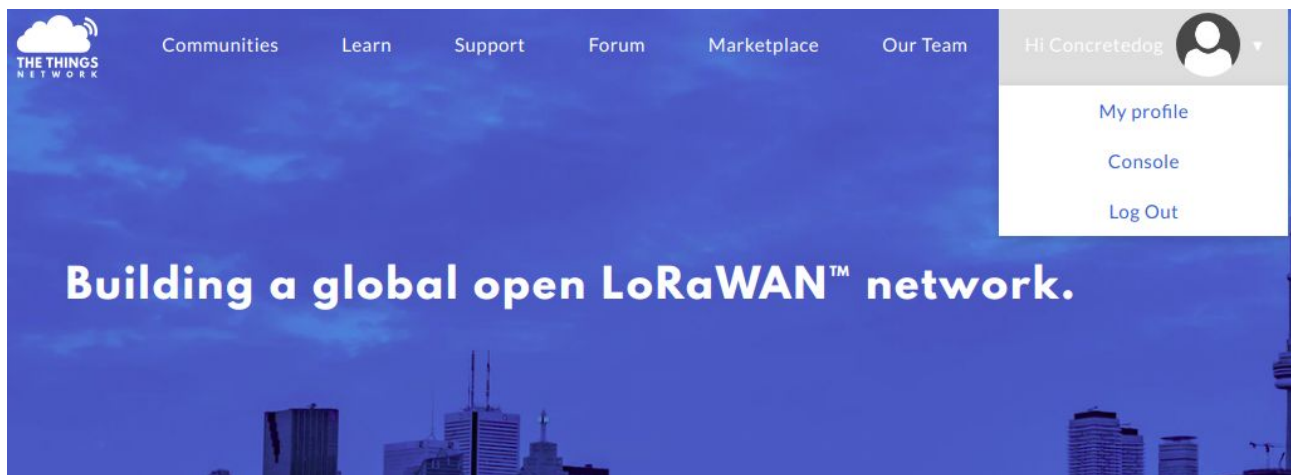 THE THINGS
NETWORK
Communities Learn Support Forum Marketplace Our Team Hi Concretedog ▼
My profile
Console
Log Out
Building a global open LoRaWAN™ network.